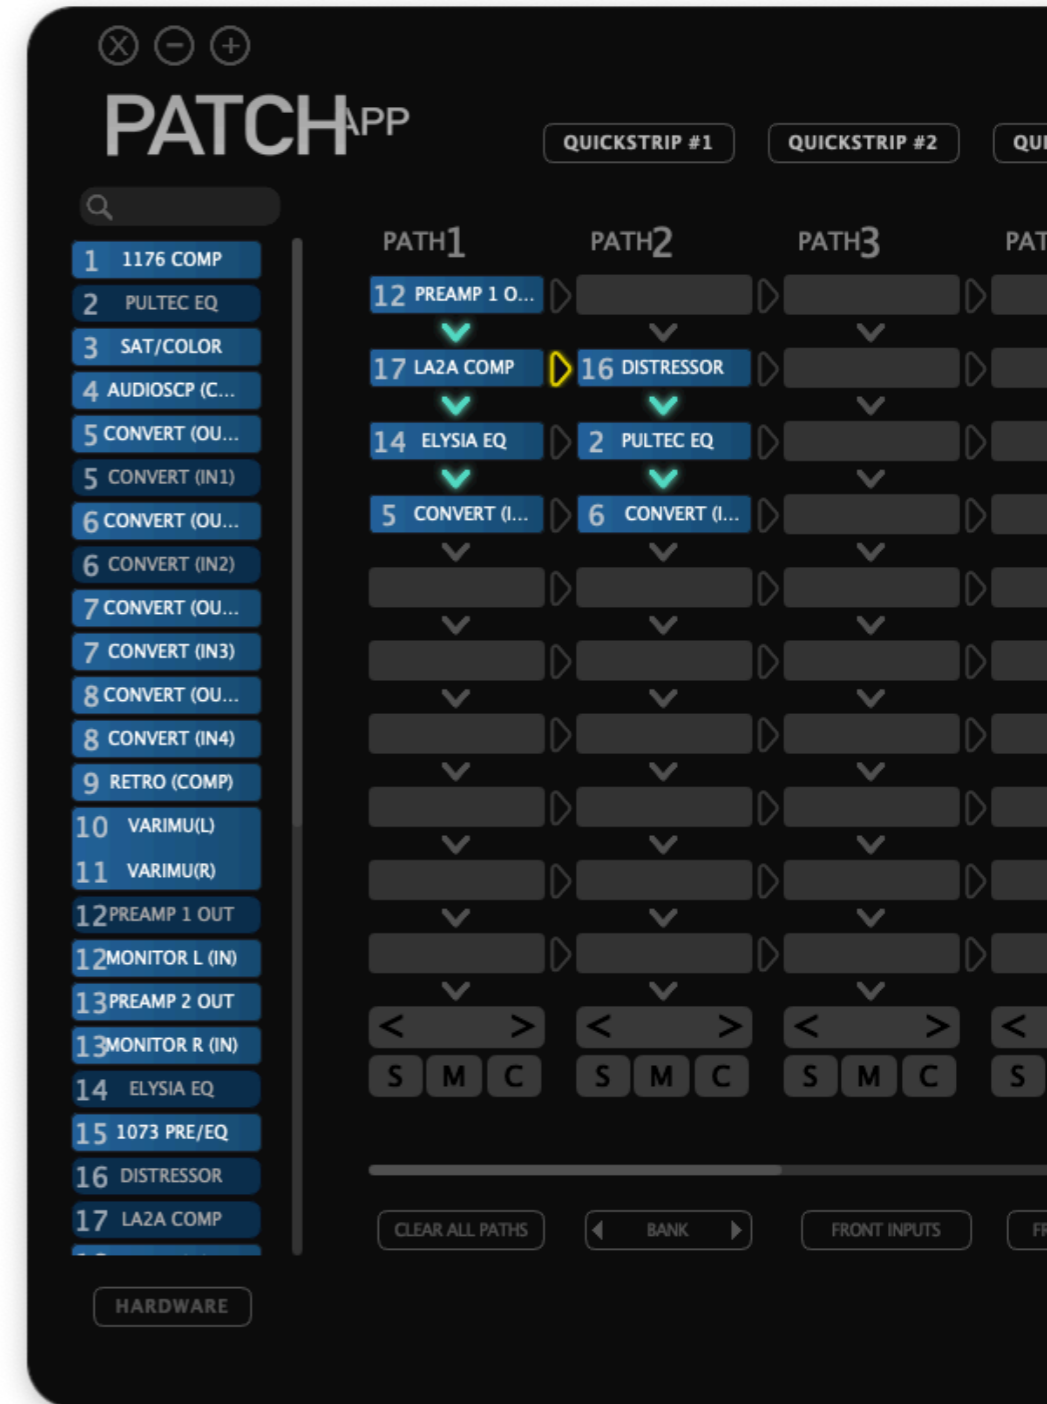 PATCHAPP
QUICKSTRIP #1
QUICKSTRIP #2
PATH1
PATH2
PATH3
1 1176 COMP
2 PULTEC EQ
3 SAT/COLOR
4 AUDIOSCP (C...
5 CONVERT (OU...
5 CONVERT (IN1)
6 CONVERT (OU...
6 CONVERT (IN2)
7 CONVERT (OU...
7 CONVERT (IN3)
8 CONVERT (OU...
8 CONVERT (IN4)
9 RETRO (COMP)
10 VARIMU(L)
11 VARIMU(R)
12 PREAMP 1 OUT
12 MONITOR L (IN)
13 PREAMP 2 OUT
13 MONITOR R (IN)
14 ELYSIA EQ
15 1073 PRE/EQ
16 DISTRESSOR
17 LA2A COMP
HARDWARE
12 PREAMP 1 O...
17 LA2A COMP
16 DISTRESSOR
14 ELYSIA EQ
2 PULTEC EQ
5 CONVERT (I...
6 CONVERT (I...
< >
< >
< >
<
S M C
S M C
S M C
S
CLEAR ALL PATHS
BANK
FRONT INPUTS